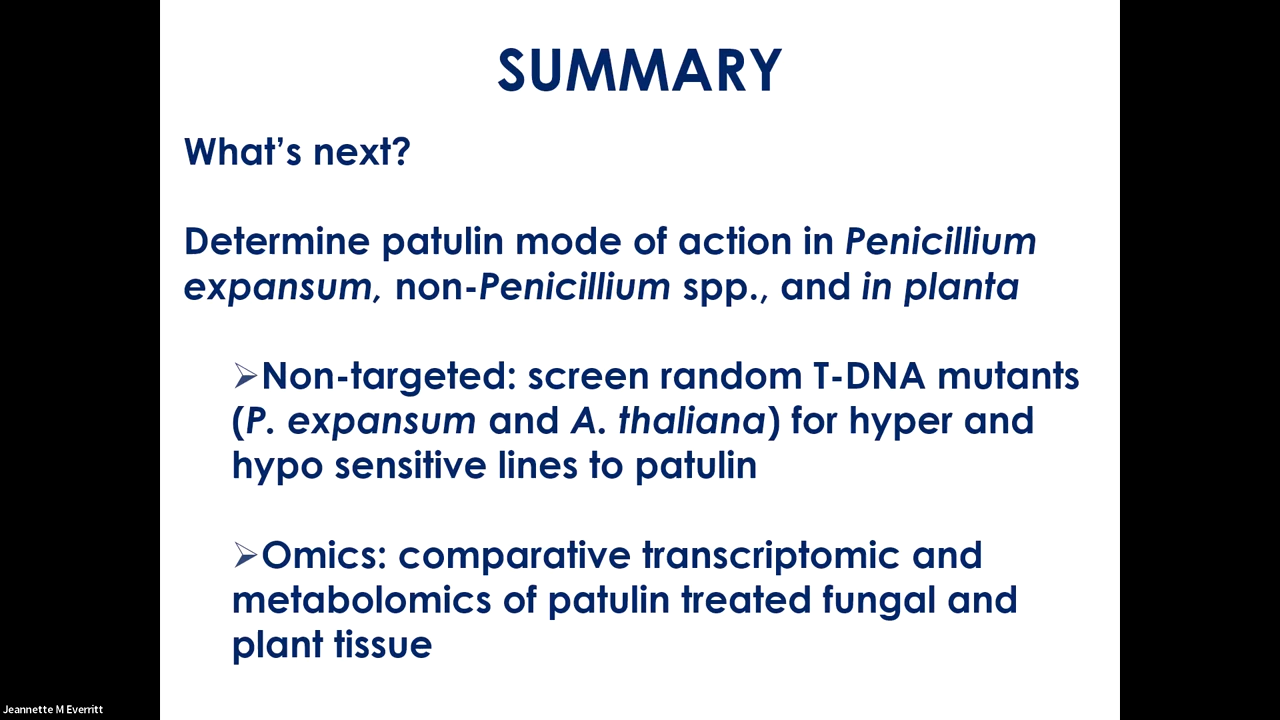 SUMMARY
What's next?
Determine patulin mode of action in Penicillium
expansum, non-Penicillium spp., and in planta
➢Non-targeted: screen random T-DNA mutants
(P. expansum and A. thaliana) for hyper and
hypo sensitive lines to patulin
➢Omics: comparative transcriptomic and
metabolomics of patulin treated fungal and
plant tissue
Jeannette M Everritt